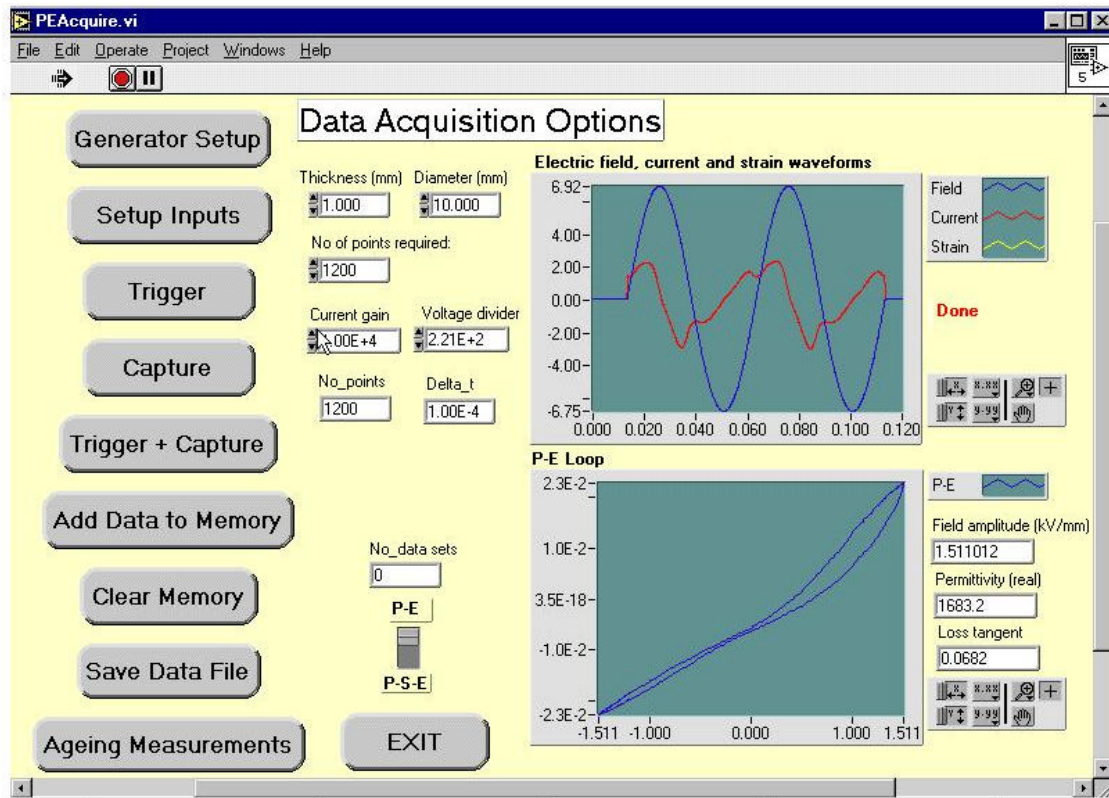 PEAcquire.vi
File Edit Operate Project Windows Help
5
Data Acquisition Options
Generator Setup
Setup Inputs
Trigger
Capture
Trigger + Capture
Add Data to Memory
Clear Memory
Save Data File
Ageing Measurements
Thickness (mm) Diameter (mm)
1.000 10.000
No of points required:
1200
Current gain Voltage divider
.00E+4 2.21E+2
No_points Delta_t
1200 1.00E-4
No_data sets
0
P-E
P-S-E
EXIT
Electric field, current and strain waveforms
6.92
4.00
2.00
0.00
-2.00
-4.00
-6.75
0.000 0.020 0.040 0.060 0.080 0.100 0.120
Field
Current
Strain
Done
X X.XX
Y Y.YY
P-E Loop
2.3E-2
1.0E-2
3.5E-18
-1.0E-2
-2.3E-2
-1.511 -1.000 0.000 1.000 1.511
P-E
Field amplitude (kV/mm)
1.511012
Permittivity (real)
1683.2
Loss tangent
0.0682
X X.XX
Y Y.YY